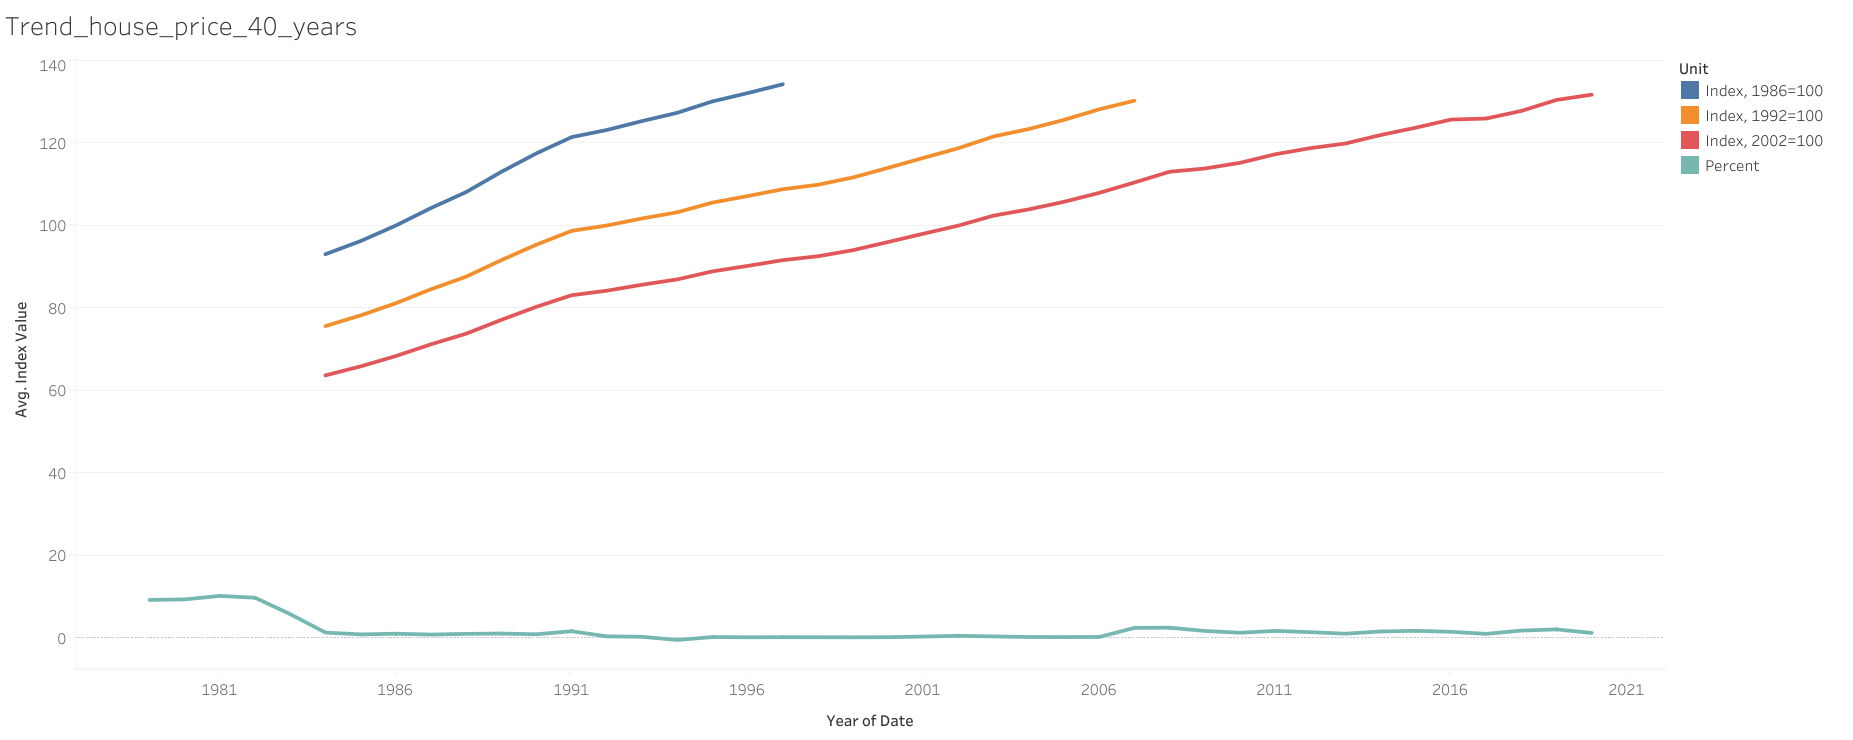 Trend_house_price_40_years
Unit
Index, 1986=100
Index, 1992=100
Index, 2002=100
Percent
Avg. Index Value
140
120
100
80
60
40
20
0
1981 1986 1991 1996 2001 2006 2011 2016 2021
Year of Date